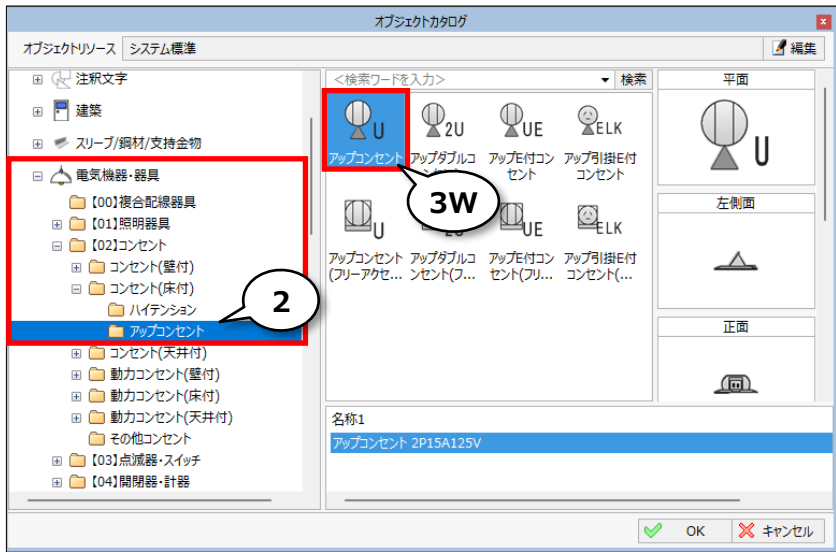 オブジェクトカタログ
オブジェクトリソース システム標準 編集
注釈文字
建築
スリーブ/鋼材/支持金物
電気機器・器具
【00】複合配線器具
【01】照明器具
【02】コンセント
コンセント(壁付)
コンセント(床付)
ハイテンション
アップコンセント
コンセント(天井付)
動力コンセント(壁付)
動力コンセント(床付)
動力コンセント(天井付)
その他コンセント
【03】点滅器・スイッチ
【04】開閉器・計器
2
<検索ワードを入力> 検索
U 2U UE ELK
アップコンセント アップダブルコ アップE付コン アップ引掛E付
セント コンセント
3W
U UE ELK
アップコンセント アップダブルコ アップE付コン アップ引掛E付
(フリーアクセ... ンセント(フ... セント(フリ... コンセント(...
平面
U
左側面
正面
名称1
アップコンセント 2P15A125V
OK キャンセル